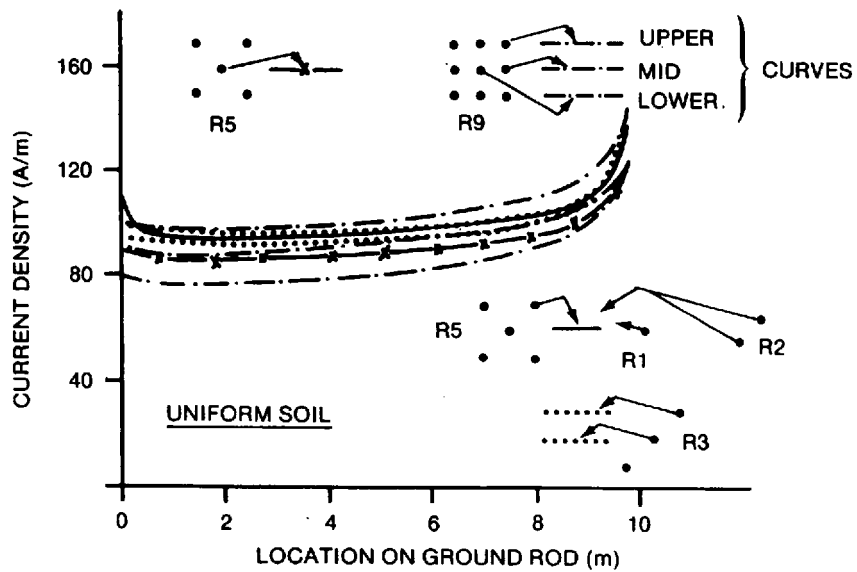 160
120
80
40
CURRENT DENSITY (A/m)
R5
R9
UPPER
MID
LOWER.
CURVES
R5
R1
R2
R3
UNIFORM SOIL
0
2
4
6
8
10
LOCATION ON GROUND ROD (m)